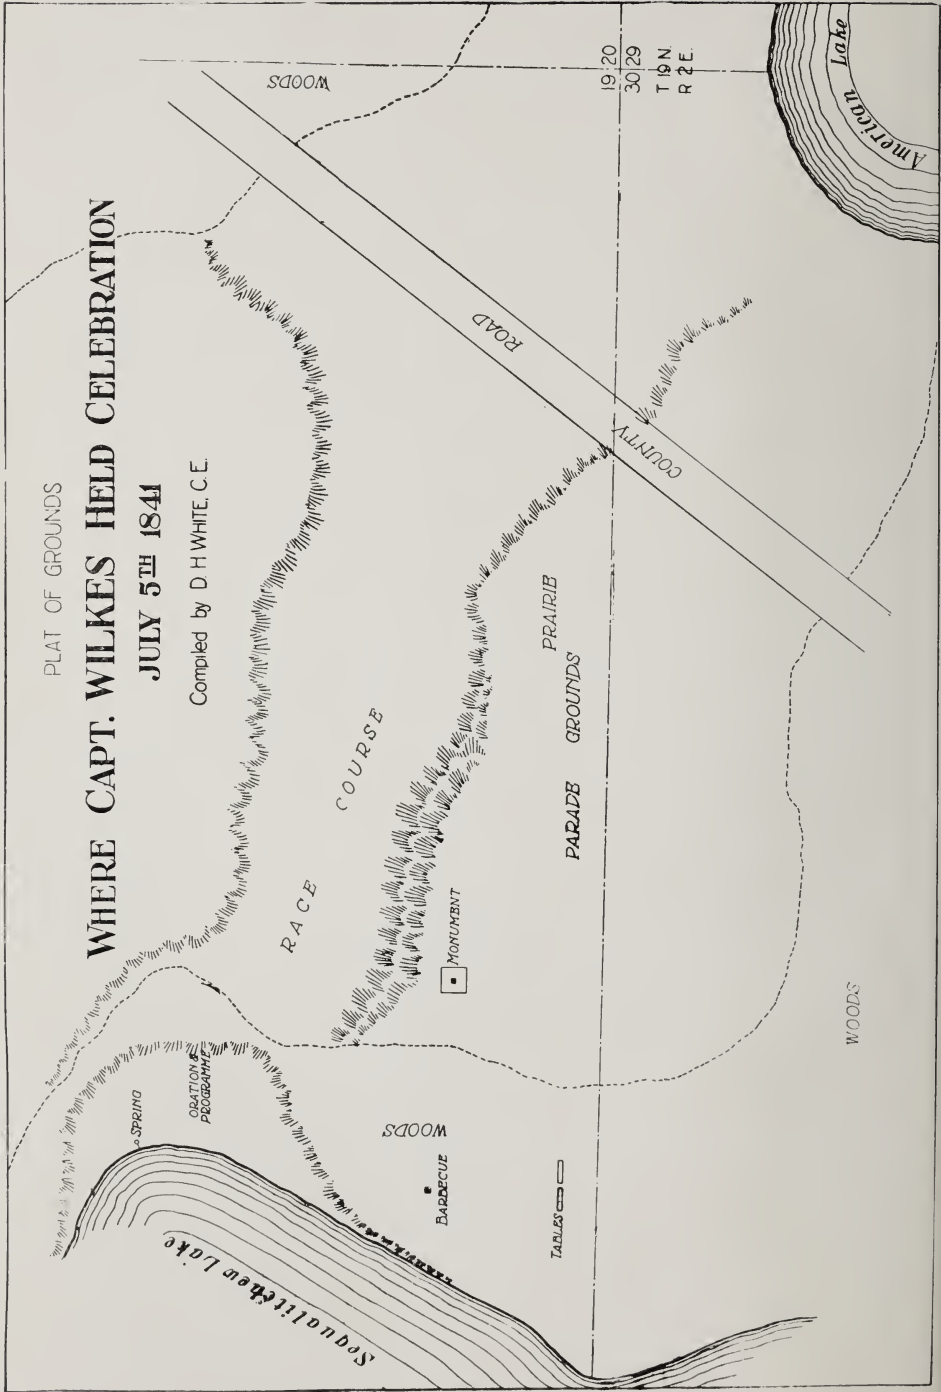 PLAT OF GROUNDS
WHERE CAPT. WILKES HELD CELEBRATION
JULY 5TH 1841
Compiled by D. H WHITE, C.E.
WOODS
19 20
30 29
T 19 N.
R 2 E.
American Lake
ROAD
COUNTY
RACE COURSE
PRAIRIB
PARADB GROUNDS
MONUMENT
SPRING
ORATION &
PROGRAMME
WOODS
BARBECUE
TABLES
WOODS
Sequalitchew Lake